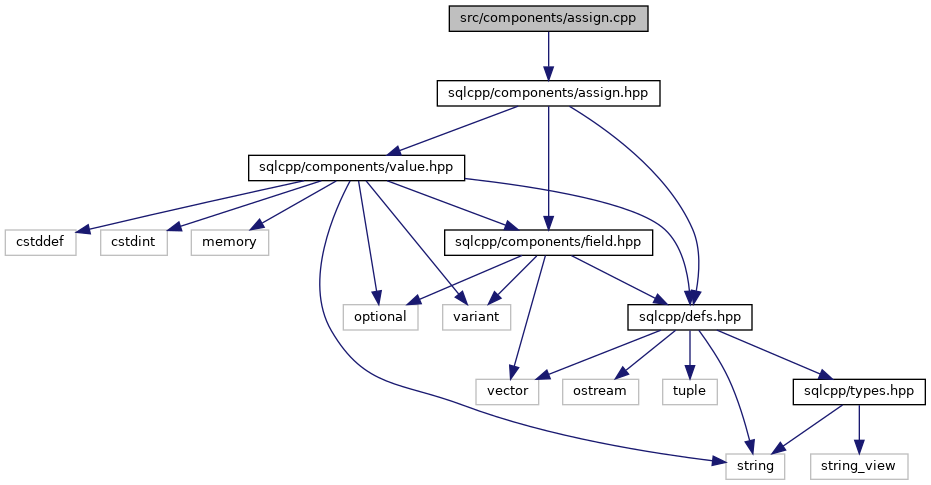 src/components/assign.cpp
sqlcpp/components/assign.hpp
sqlcpp/components/value.hpp
cstddef
cstdint
memory
sqlcpp/components/field.hpp
optional
variant
sqlcpp/defs.hpp
vector
ostream
tuple
sqlcpp/types.hpp
string
string_view